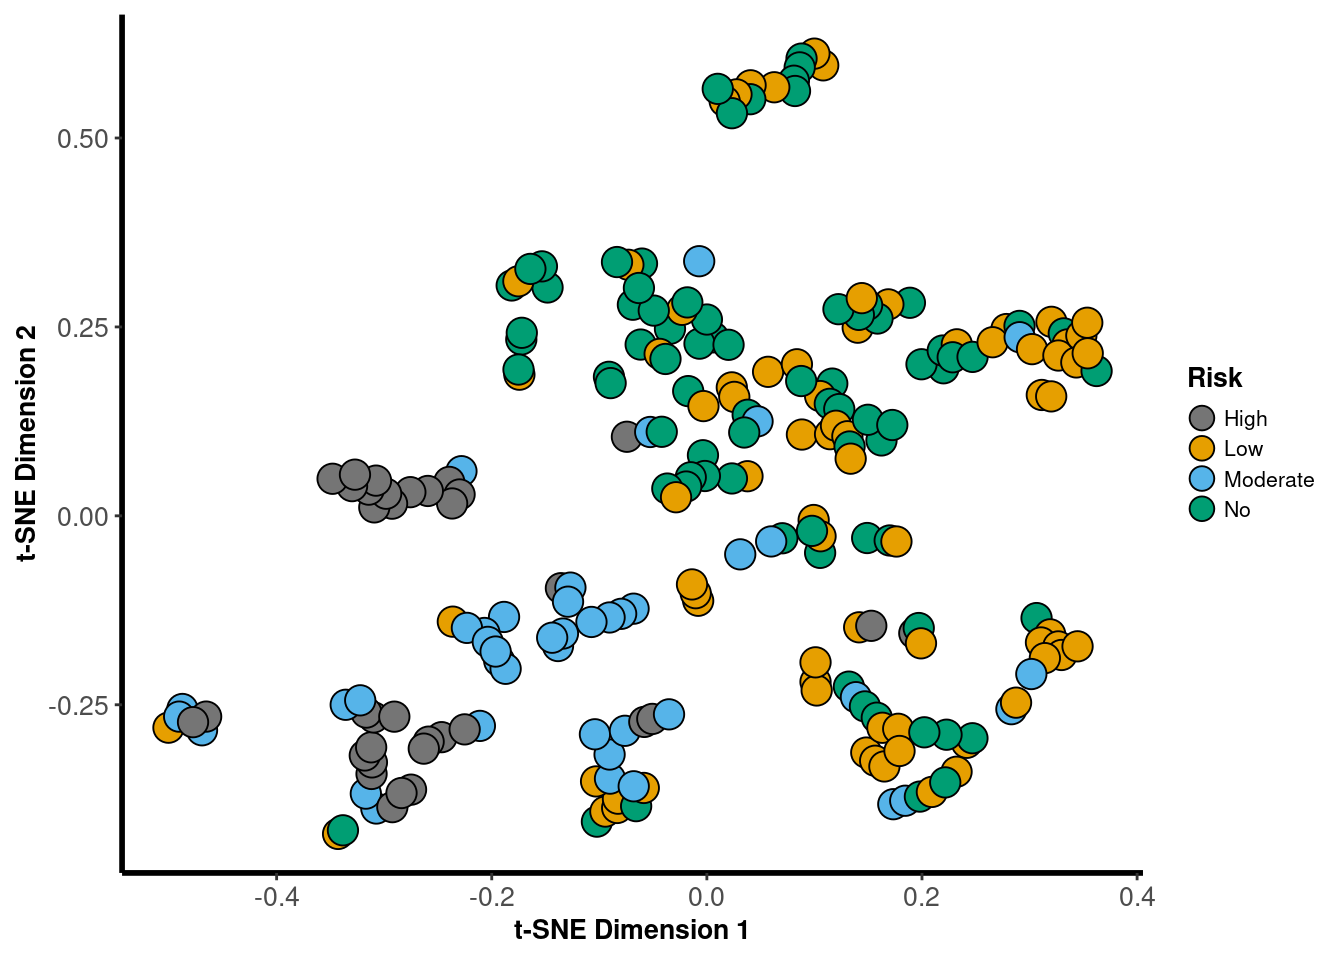 0.50
0.25
0.00
-0.25
-0.4
-0.2
0.0
0.2
0.4
t-SNE Dimension 1
t-SNE Dimension 2
Risk
High
Low
Moderate
No